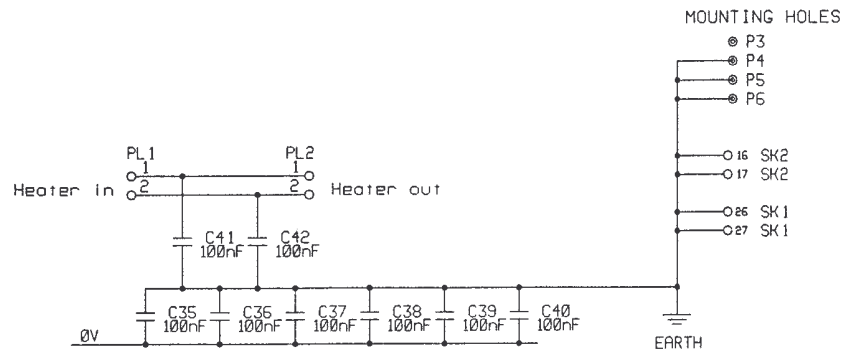 MOUNTING HOLES
P3
P4
P5
P6
PL1
PL2
1
1
16 SK2
Heater in
2
2
Heater out
17 SK2
26 SK1
27 SK1
C41
100nF
C42
100nF
C35
100nF
C36
100nF
C37
100nF
C38
100nF
C39
100nF
C40
100nF
0V
EARTH